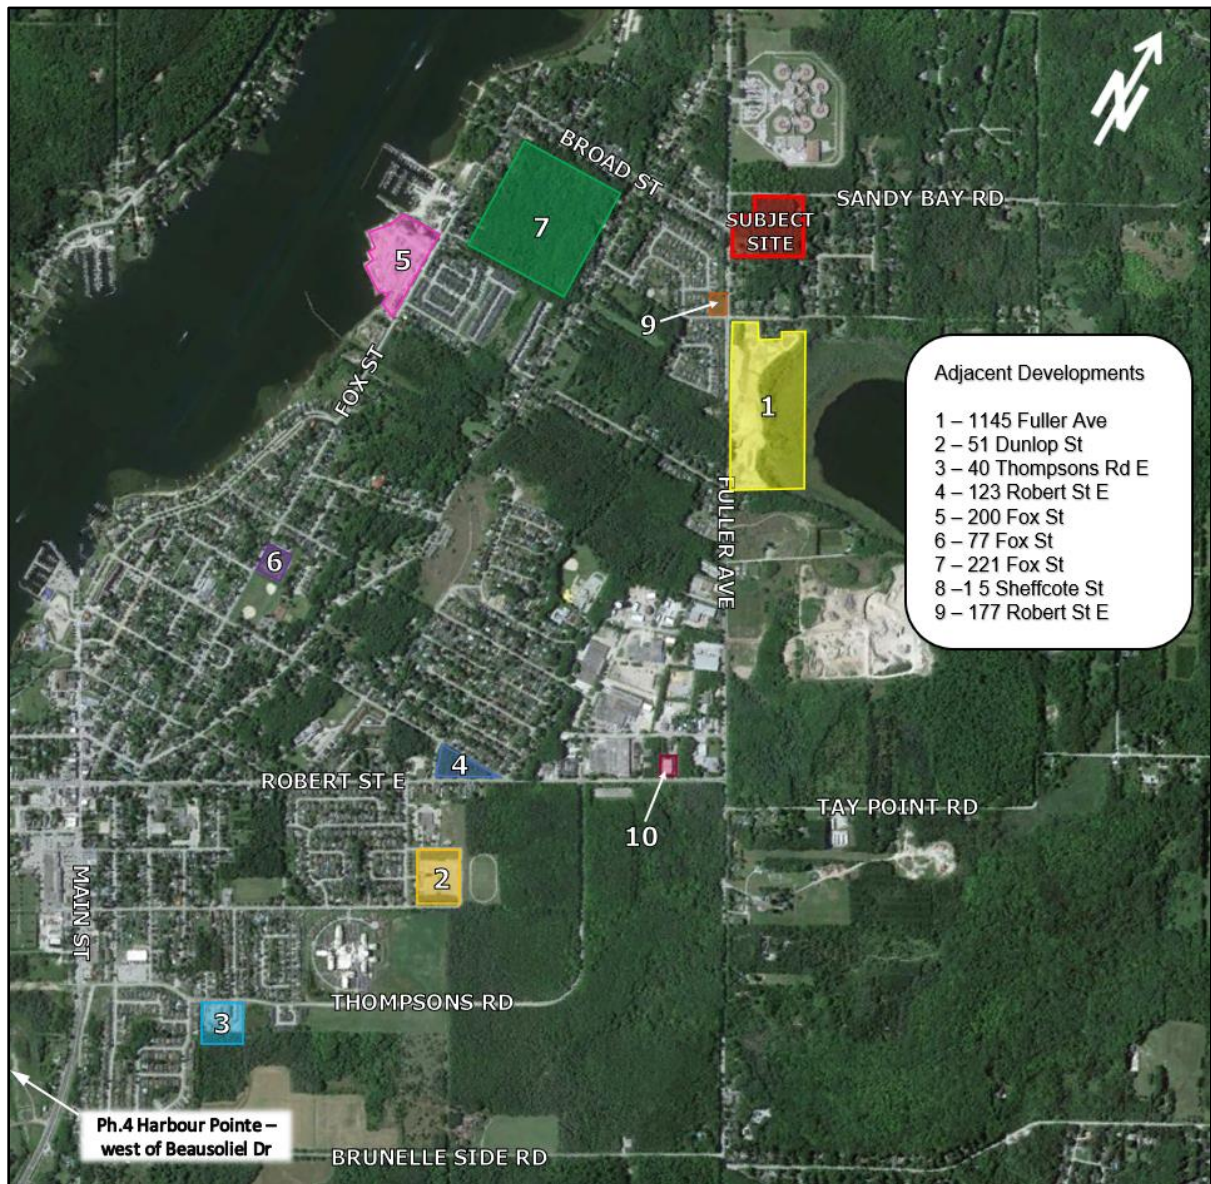 N
BROAD ST
SANDY BAY RD
7
SUBJECT
SITE
5
9
FOX ST
1
Adjacent Developments
1 – 1145 Fuller Ave
2 – 51 Dunlop St
3 – 40 Thompsons Rd E
4 – 123 Robert St E
5 – 200 Fox St
6 – 77 Fox St
7 – 221 Fox St
8 –1 5 Sheffcote St
9 – 177 Robert St E
FULLER AVE
6
4
ROBERT ST E
10
TAY POINT RD
2
MAIN ST
THOMPSONS RD
3
Ph.4 Harbour Pointe –
west of Beausoliel Dr
BRUNELLE SIDE RD